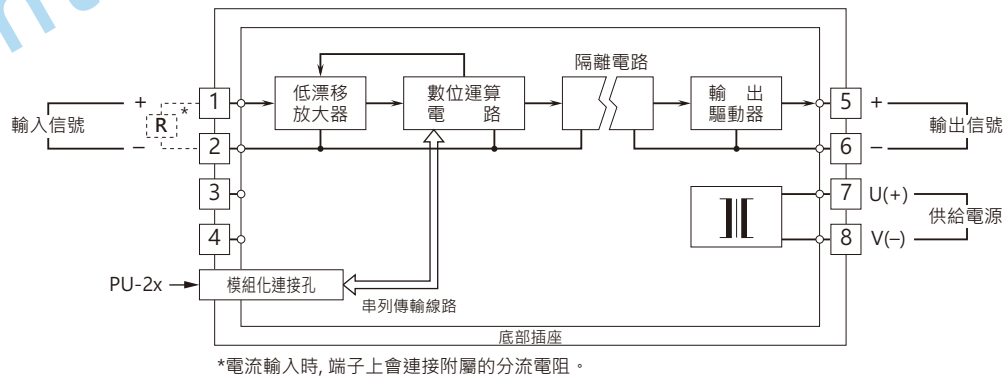 隔離電路
低漂移
放大器
數位運算
電 路
輸 出
驅動器
輸入信號
+
–
R
*
1
2
3
4
5
+
6
–
輸出信號
7
U(+)
8
V(–)
供給電源
PU-2x
模組化連接孔
串列傳輸線路
底部插座
*電流輸入時, 端子上會連接附屬的分流電阻。